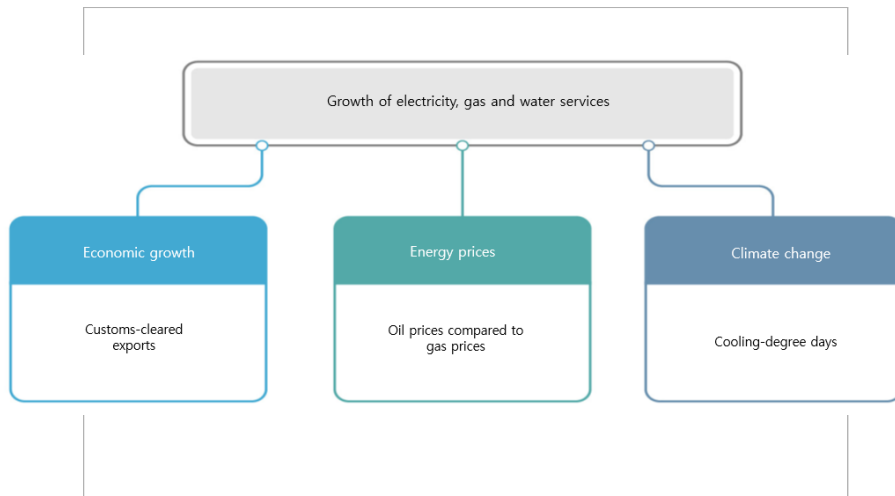 Growth of electricity, gas and water services
Economic growth
Energy prices
Climate change
Customs-cleared
exports
Oil prices compared to
gas prices
Cooling-degree days